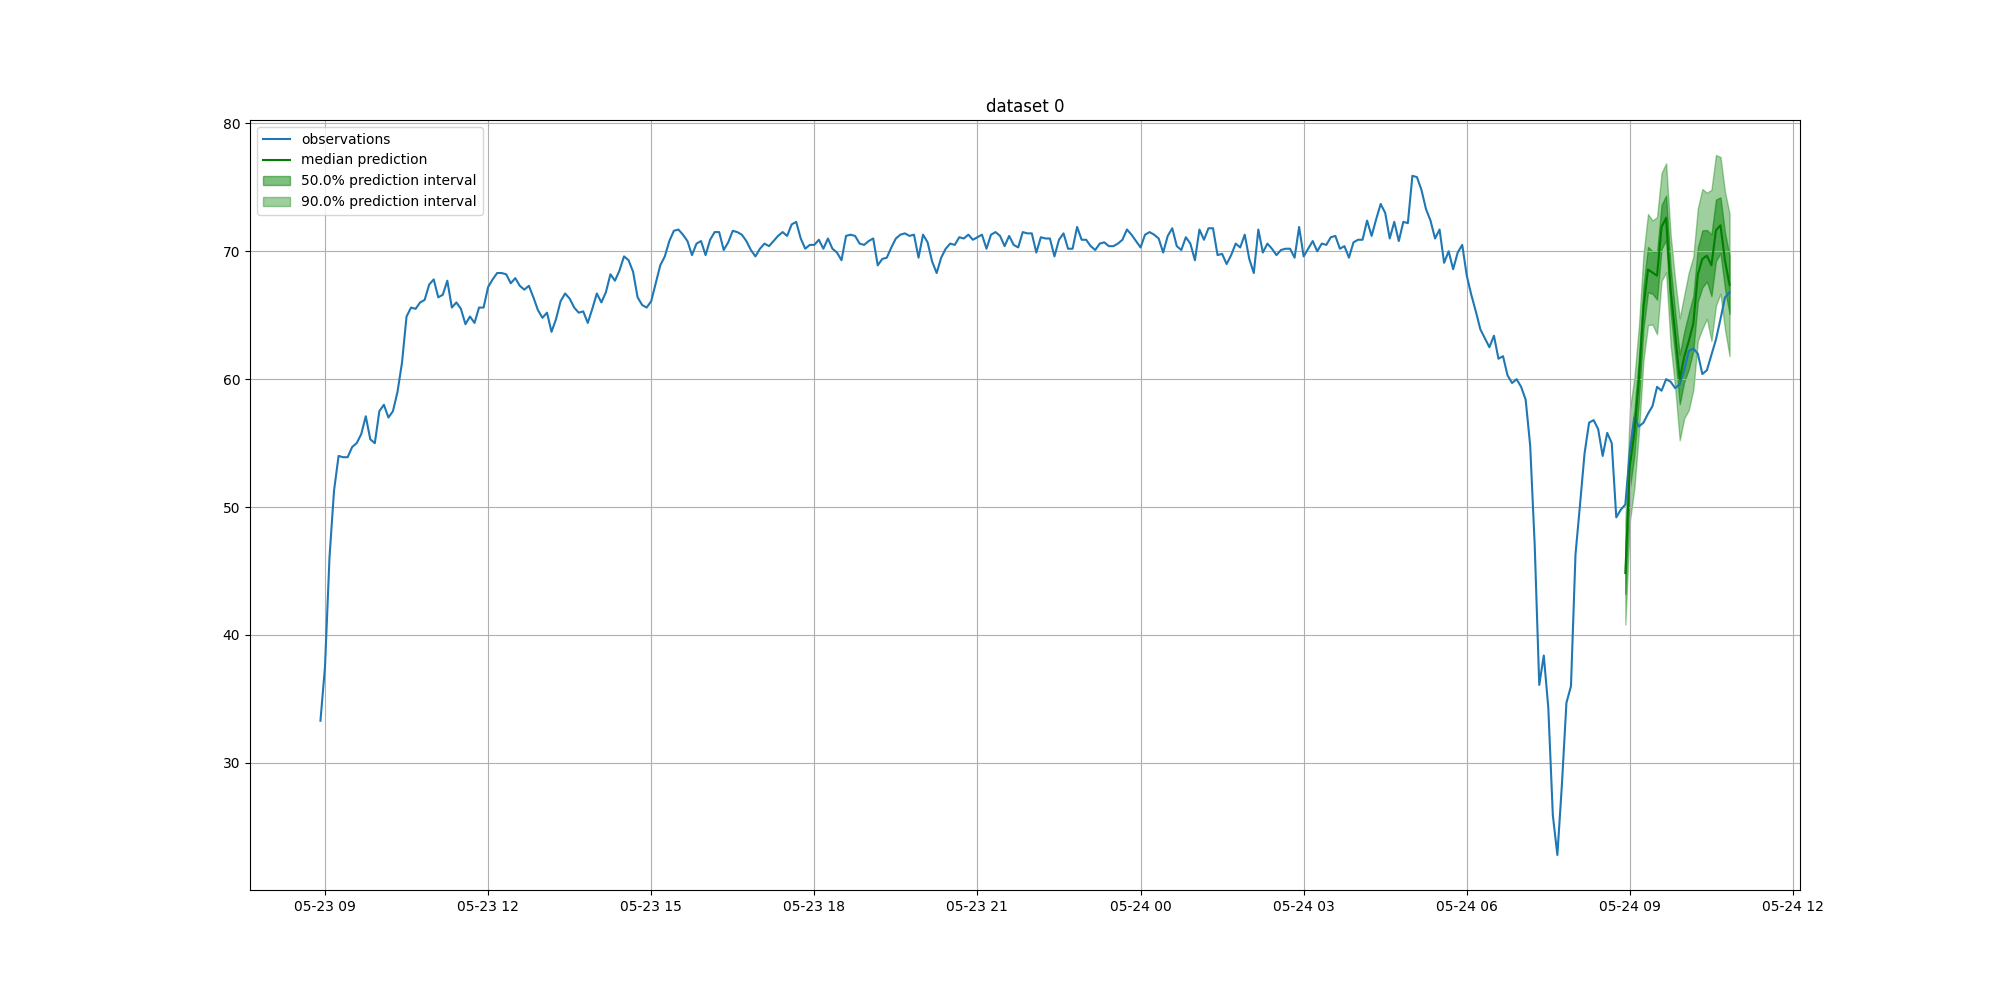 dataset 0
observations
median prediction
50.0% prediction interval
90.0% prediction interval
80
70
60
50
40
30
05-23 09 05-23 12 05-23 15 05-23 18 05-23 21 05-24 00 05-24 03 05-24 06 05-24 09 05-24 12